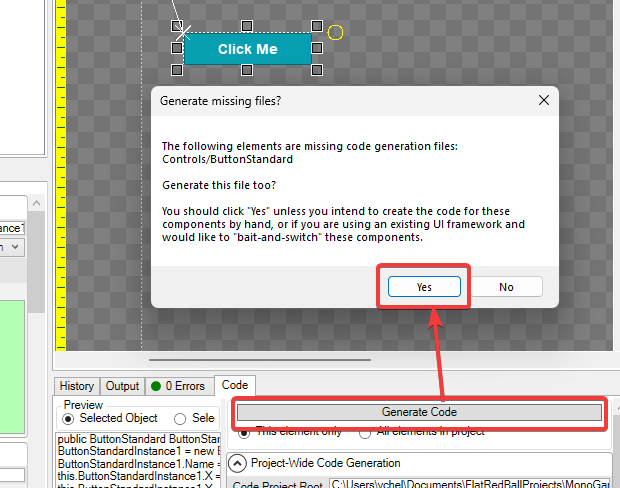 Click Me
Generate missing files?
The following elements are missing code generation files:
Controls/ButtonStandard
Generate this file too?
You should click "Yes" unless you intend to create the code for these
components by hand, or if you are using an existing UI framework and
would like to "bait-and-switch" these components.
Yes
No
ance1
History
Output
0 Errors
Code
Preview
Selected Object
Sele
Generate Code
This element only
All elements in project
public ButtonStandard ButtonStan
ButtonStandardInstance1 = new B
ButtonStandardInstance1.Name =
this.ButtonStandardInstance1.X =
Project-Wide Code Generation
Code Project Root
C:\Users\vchel\Documents\FlatRedBallProjects\MonoGa